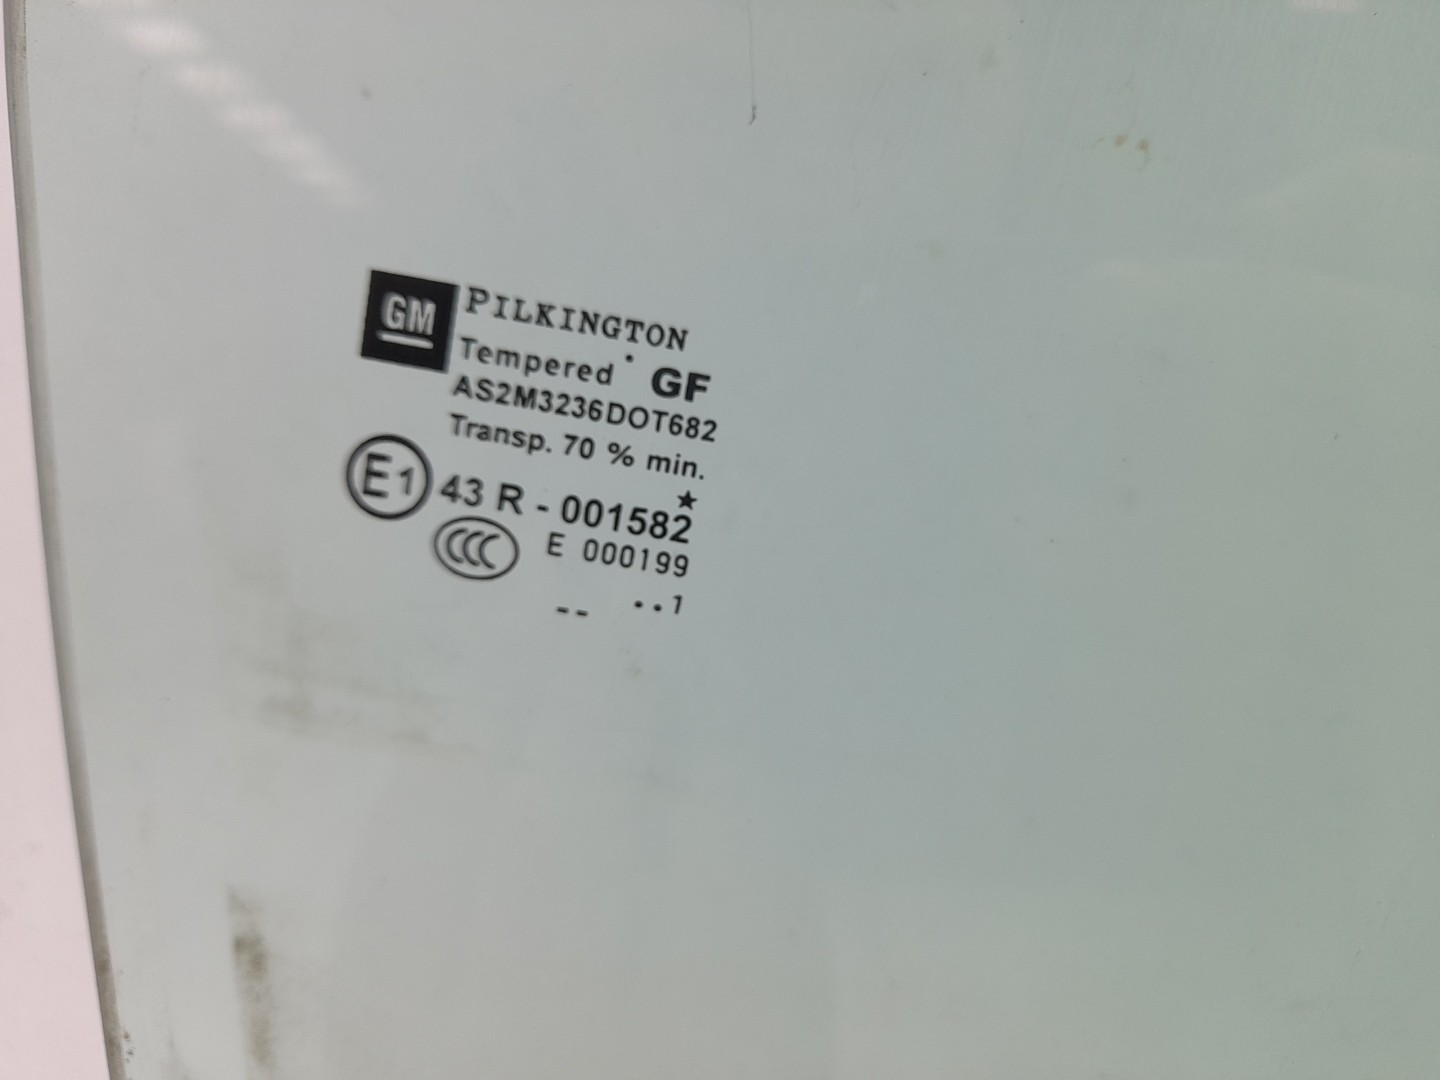 GM PILKINGTON
Tempered GF
AS2M3236DOT682
Transp. 70 % min.
E1 43 R - 001582
CCC E 000199
-- ..1